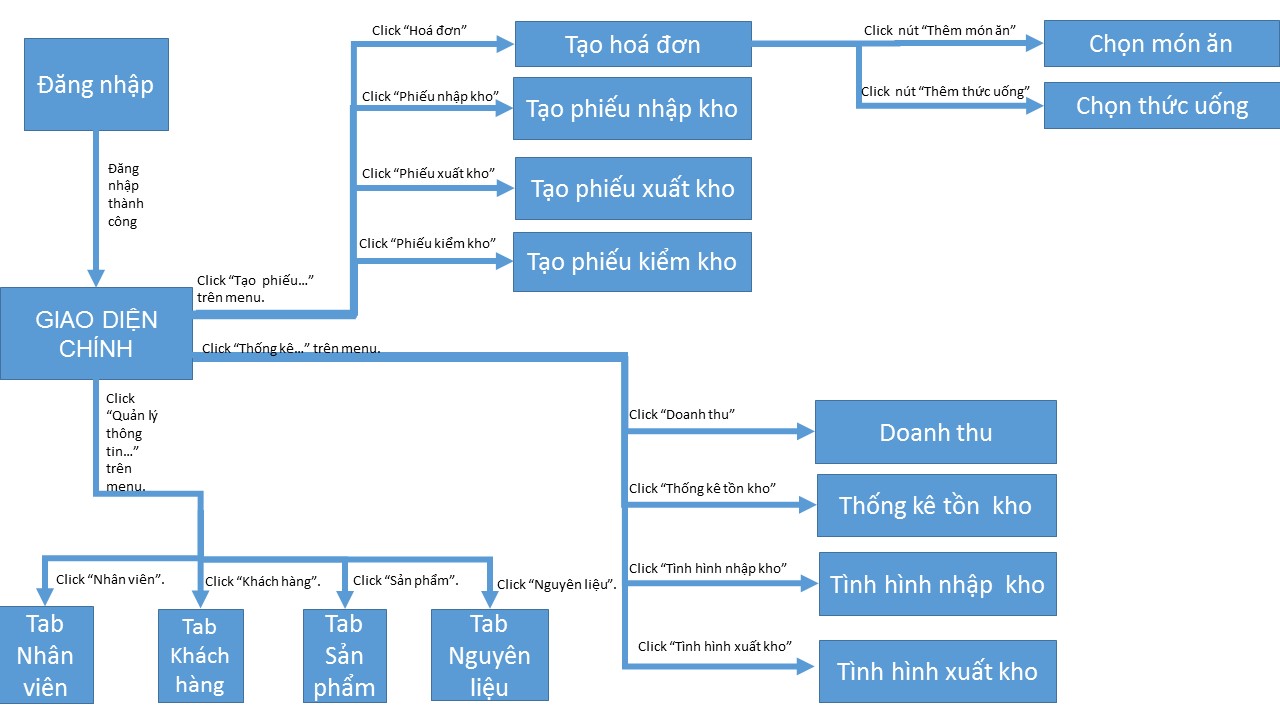 Đăng nhập
Đăng
nhập
thành
công
GIAO DIỆN
CHÍNH
Click “Tạo phiếu…”
trên menu.
Click “Hoá đơn”
Tạo hoá đơn
Click nút “Thêm món ăn”
Chọn món ăn
Click nút “Thêm thức uống”
Chọn thức uống
Click “Phiếu nhập kho”
Tạo phiếu nhập kho
Click “Phiếu xuất kho”
Tạo phiếu xuất kho
Click “Phiếu kiểm kho”
Tạo phiếu kiểm kho
Click “Thống kê…” trên menu.
Click “Doanh thu”
Doanh thu
Click “Thống kê tồn kho”
Thống kê tồn kho
Click “Tình hình nhập kho”
Tình hình nhập kho
Click “Tình hình xuất kho”
Tình hình xuất kho
Click
“Quản lý
thông
tin…”
trên
menu.
Click “Nhân viên”.
Click “Khách hàng”.
Click “Sản phẩm”.
Click “Nguyên liệu”.
Tab
Nhân
viên
Tab
Khách
hàng
Tab
Sản
phẩm
Tab
Nguyên
liệu